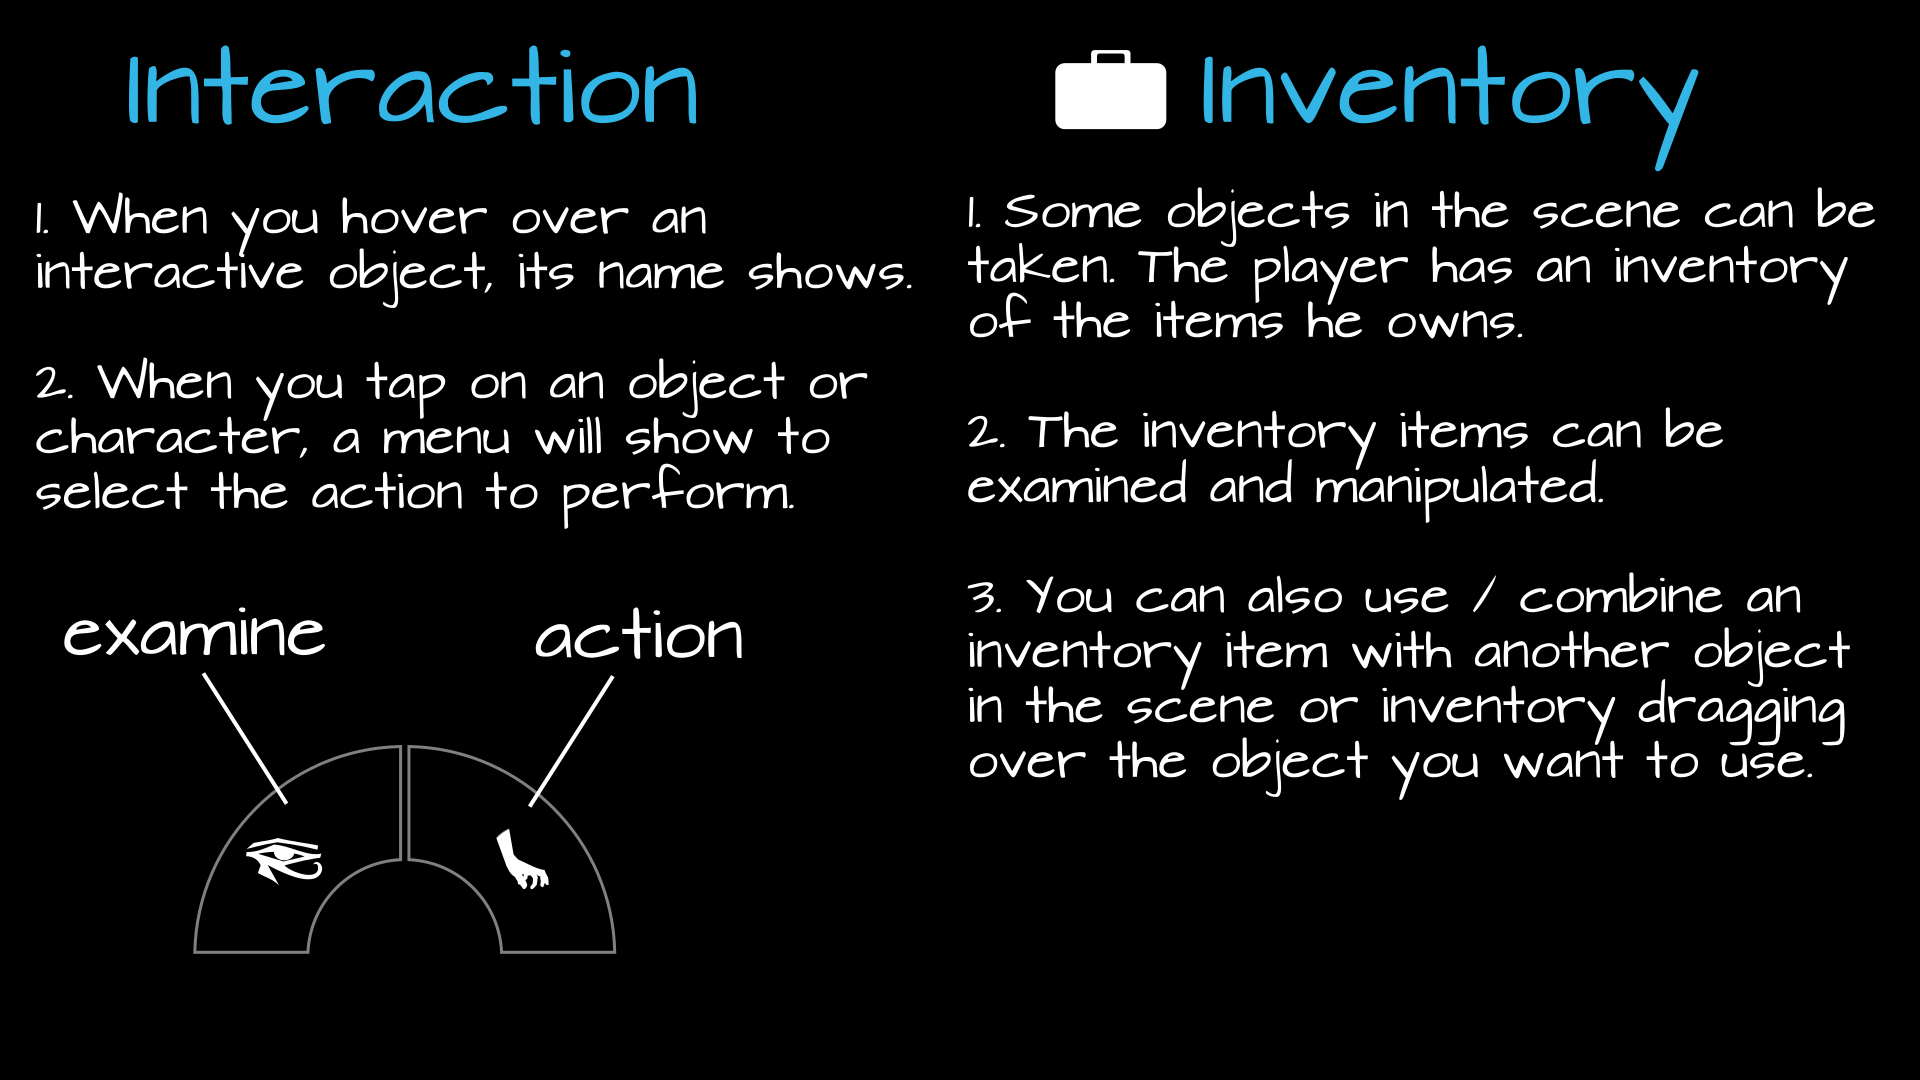 Interaction
1. When you hover over an
interactive object, its name shows.
2. When you tap on an object or
character, a menu will show to
select the action to perform.
examine
action
Inventory
1. Some objects in the scene can be
taken. The player has an inventory
of the items he owns.
2. The inventory items can be
examined and manipulated.
3. You can also use / combine an
inventory item with another object
in the scene or inventory dragging
over the object you want to use.